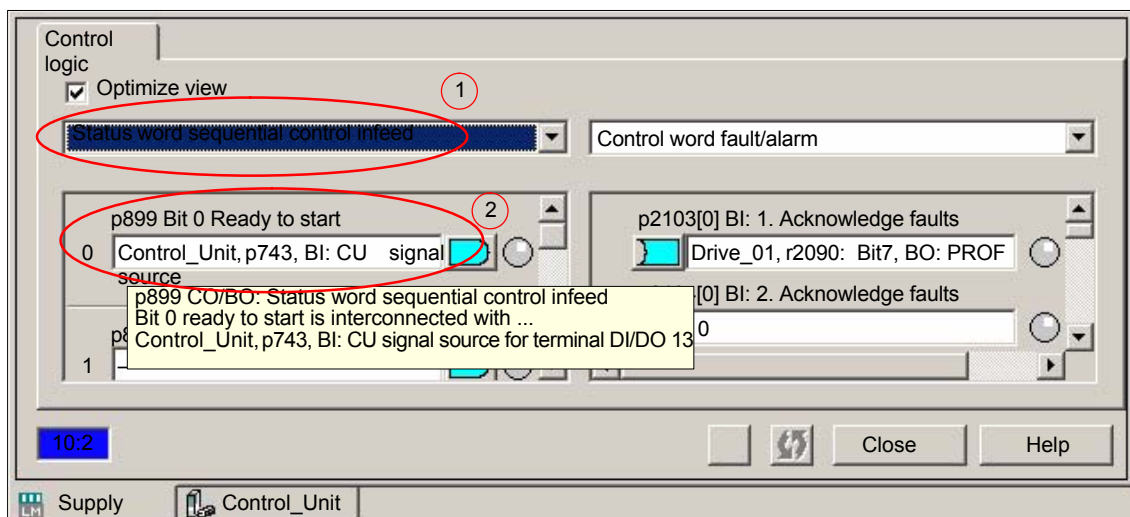 Control
logic
Optimize view
1
Status word sequential control infeed
Control word fault/alarm
p899 Bit 0 Ready to start
2
p2103[0] BI: 1. Acknowledge faults
0
Control_Unit, p743, BI: CU signal
source
Drive_01, r2090: Bit7, BO: PROF
p899 CO/BO: Status word sequential control infeed
Bit 0 ready to start is interconnected with ...
Control_Unit, p743, BI: CU signal source for terminal DI/DO 13
[0] BI: 2. Acknowledge faults
0
1
10:2
Close
Help
LM
Supply
Control_Unit